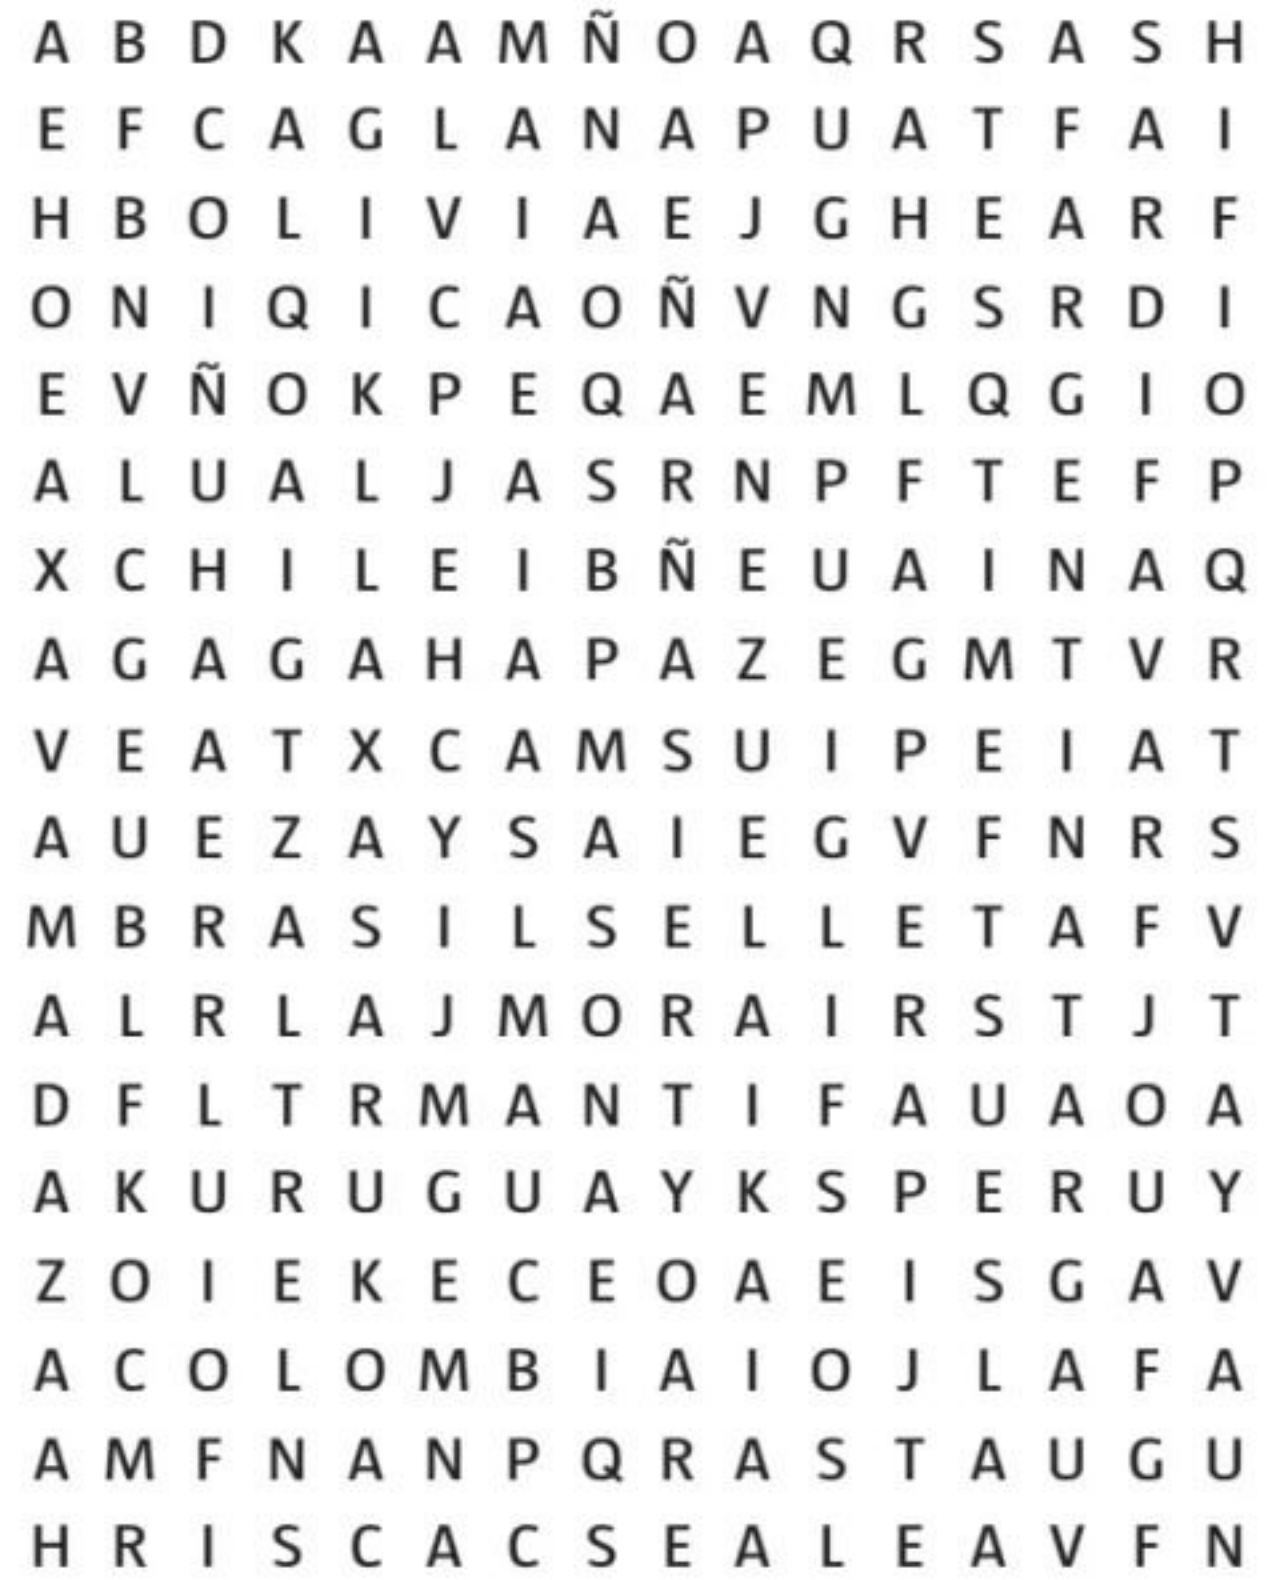 A B D K A A M Ñ O A Q R S A S H
E F C A G L A N A P U A T F A I
H B O L I V I A E J G H E A R F
O N I Q I C A O Ñ V N G S R D I
E V Ñ O K P E Q A E M L Q G I O
A L U A L J A S R N P F T E F P
X C H I L E I B Ñ E U A I N A Q
A G A G A H A P A Z E G M T V R
V E A T X C A M S U I P E I A T
A U E Z A Y S A I E G V F N R S
M B R A S I L S E L L E T A F V
A L R L A J M O R A I R S T J T
D F L T R M A N T I F A U A O A
A K U R U G U A Y K S P E R U Y
Z O I E K E C E O A E I S G A V
A C O L O M B I A I O J L A F A
A M F N A N P Q R A S T A U G U
H R I S C A C S E A L E A V F N